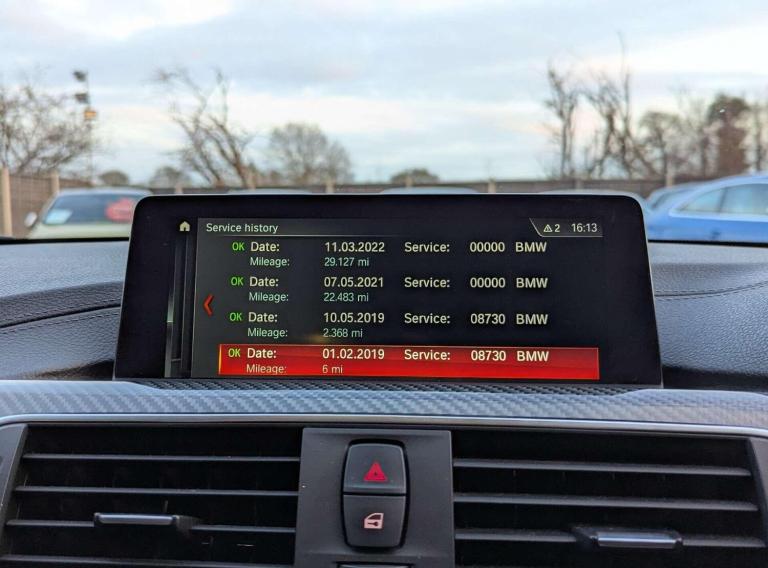 Service history 2 16:13
OK Date: 11.03.2022 Service: 00000 BMW
Mileage: 29.127 mi
OK Date: 07.05.2021 Service: 00000 BMW
Mileage: 22.483 mi
OK Date: 10.05.2019 Service: 08730 BMW
Mileage: 2.368 mi
OK Date: 01.02.2019 Service: 08730 BMW
Mileage: 6 mi